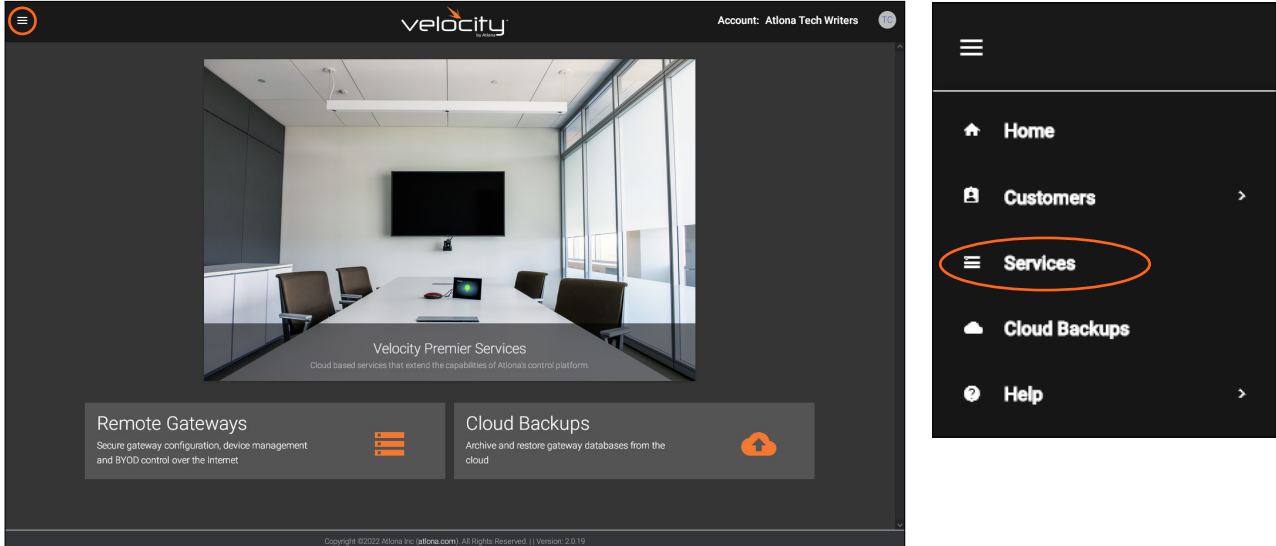 velocity
by Atlona
Account: Atlona Tech Writers
TC
Velocity Premier Services
Cloud based services that extend the capabilities of Atlona's control platform.
Remote Gateways
Secure gateway configuration, device management
and BYOD control over the Internet
Cloud Backups
Archive and restore gateway databases from the
cloud
Copyright ©2022 Atlona Inc (atlona.com). All Rights Reserved. | | Version: 2.0.19
Home
Customers
Services
Cloud Backups
Help